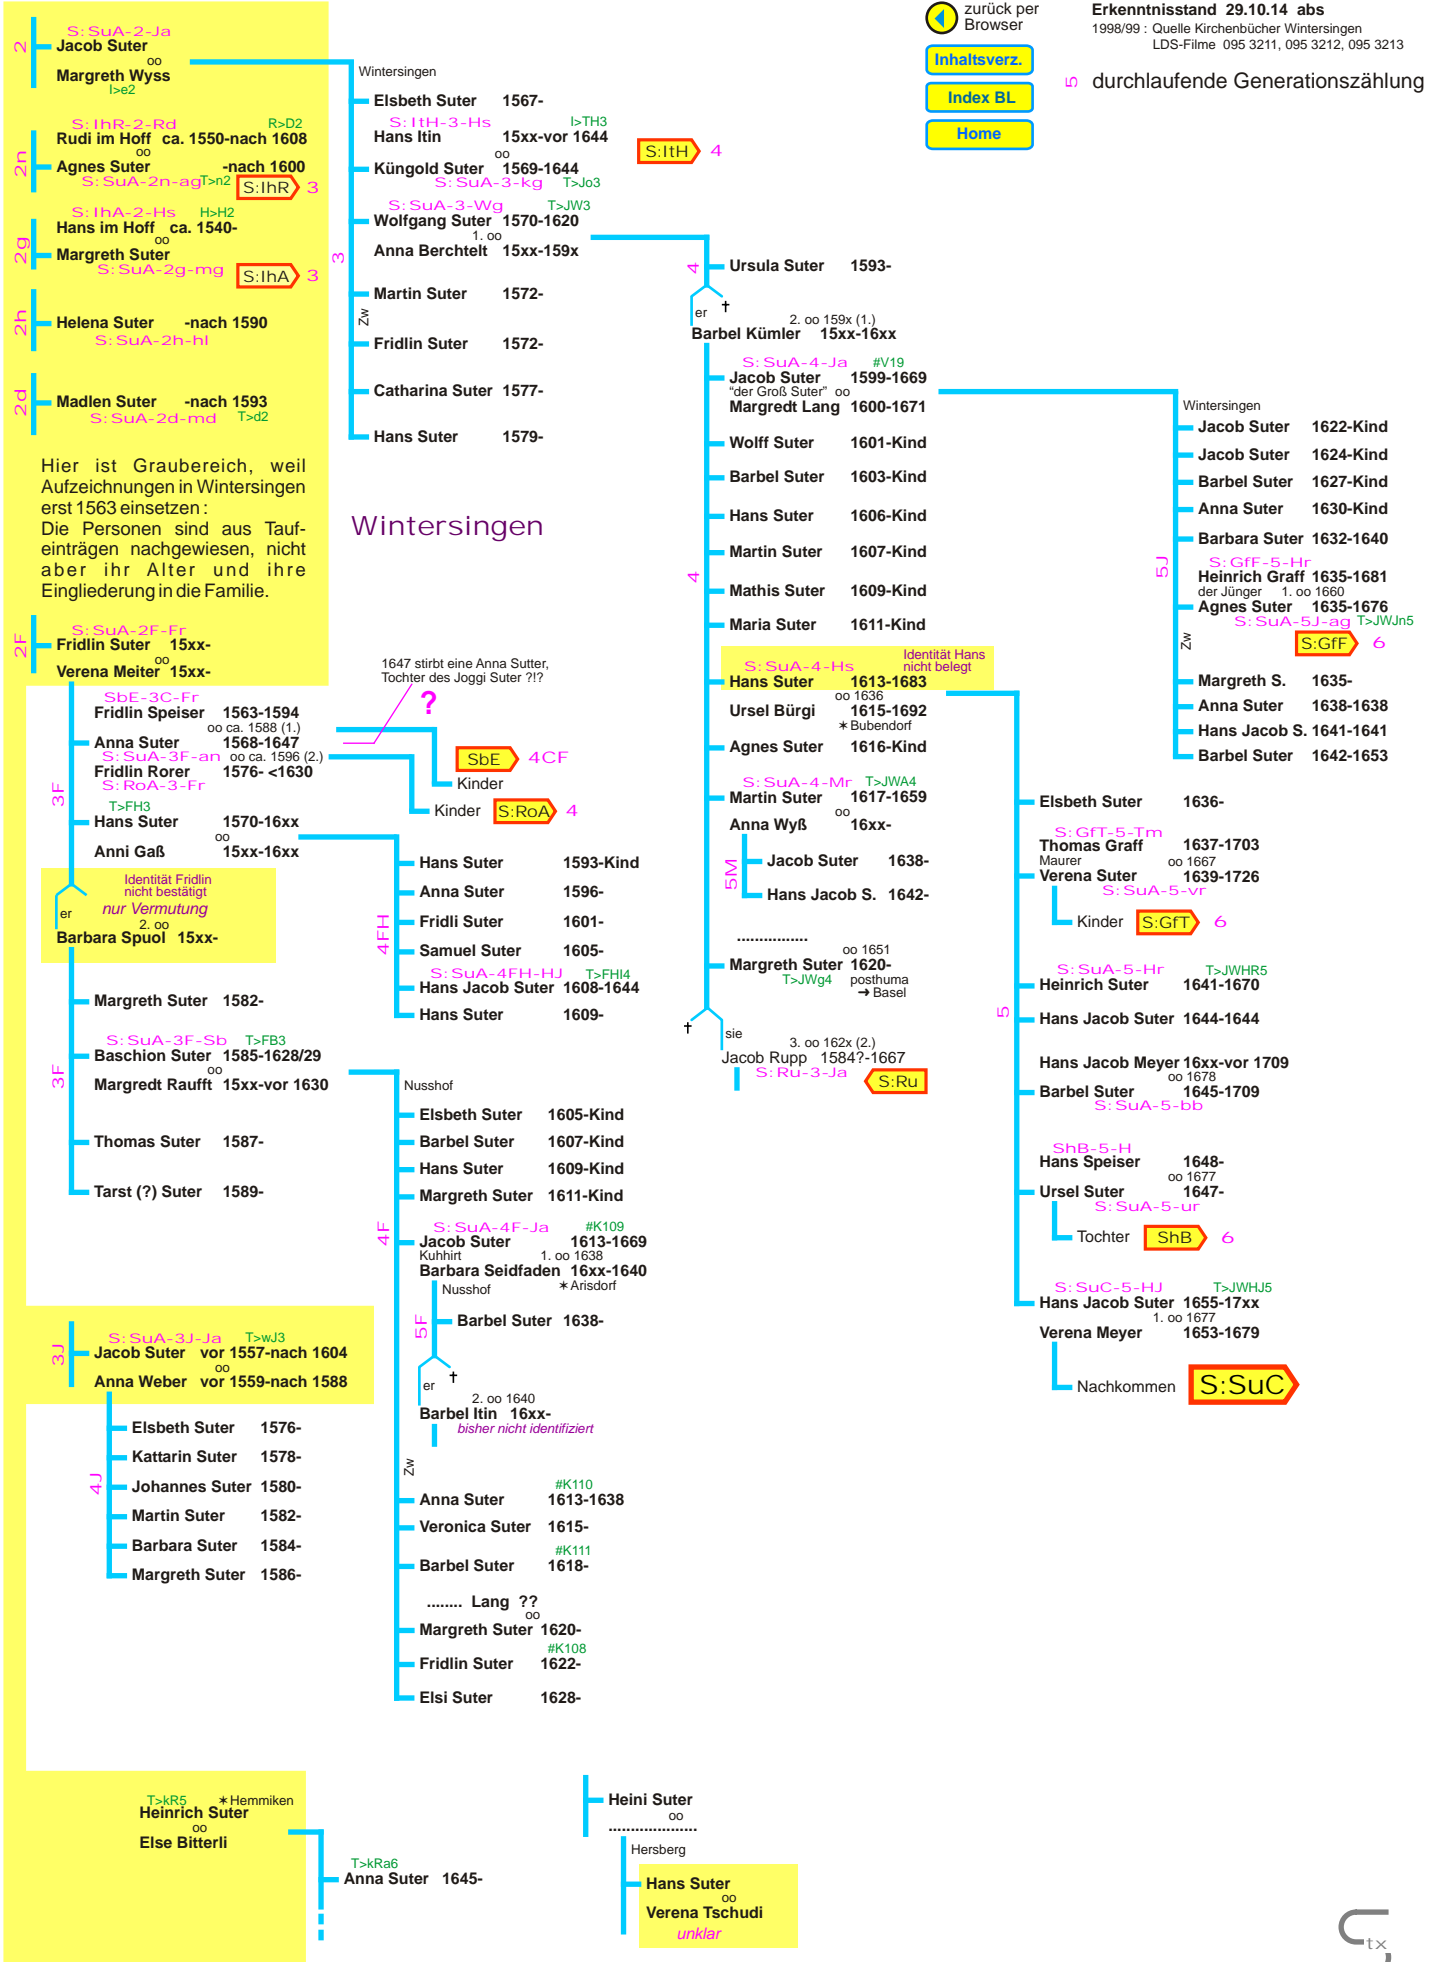 zurück per
Browser
Inhaltsverz.
Index BL
Home
Erkenntnisstand 29.10.14 abs
1998/99 : Quelle Kirchenbücher Wintersingen
LDS-Filme 095 3211, 095 3212, 095 3213
5 durchlaufende Generationszählung
2
S:SuA-2-Ja
Jacob Suter
oo
Margreth Wyss
I>e2
2n
S:IhR-2-Rd R>D2
Rudi im Hoff ca. 1550-nach 1608
oo
Agnes Suter -nach 1600
S:SuA-2n-ag T>n2 S:IhR 3
2g
S:IhA-2-Hs H>H2
Hans im Hoff ca. 1540-
oo
Margreth Suter
S:SuA-2g-mg S:IhA 3
2h
Helena Suter -nach 1590
S:SuA-2h-hl
2d
Madlen Suter -nach 1593
S:SuA-2d-md T>d2
Hier ist Graubereich, weil
Aufzeichnungen in Wintersingen
erst 1563 einsetzen :
Die Personen sind aus Tauf-
einträgen nachgewiesen, nicht
aber ihr Alter und ihre
Eingliederung in die Familie.
2F
S:SuA-2F-Fr
Fridlin Suter 15xx-
oo
Verena Meiter 15xx-
3F
SbE-3C-Fr
Fridlin Speiser 1563-1594
oo ca. 1588 (1.)
Anna Suter 1568-1647
S:SuA-3F-an oo ca. 1596 (2.)
Fridlin Rorer 1576- <1630
S:RoA-3-Fr
T>FH3
Hans Suter 1570-16xx
oo
Anni Gaß 15xx-16xx
Identität Fridlin
nicht bestätigt
nur Vermutung
er
2. oo
Barbara Spuol 15xx-
3F
Margreth Suter 1582-
S:SuA-3F-Sb T>FB3
Baschion Suter 1585-1628/29
oo
Margredt Raufft 15xx-vor 1630
Thomas Suter 1587-
Tarst (?) Suter 1589-
3J
S:SuA-3J-Ja T>wJ3
Jacob Suter vor 1557-nach 1604
oo
Anna Weber vor 1559-nach 1588
4J
Elsbeth Suter 1576-
Kattarin Suter 1578-
Johannes Suter 1580-
Martin Suter 1582-
Barbara Suter 1584-
Margreth Suter 1586-
T>kR5 ✶Hemmiken
Heinrich Suter
oo
Else Bitterli
T>kRa6
Anna Suter 1645-
3
Wintersingen
Elsbeth Suter 1567-
S:ItH-3-Hs I>TH3
Hans Itin 15xx-vor 1644
oo
Küngold Suter 1569-1644
S:SuA-3-kg T>Jo3
S:ItH 4
S:SuA-3-Wg T>JW3
Wolfgang Suter 1570-1620
1. oo
Anna Berchtelt 15xx-159x
Martin Suter 1572-
Zw
Fridlin Suter 1572-
Catharina Suter 1577-
Hans Suter 1579-
Wintersingen
1647 stirbt eine Anna Sutter,
Tochter des Joggi Suter ?!?
?
SbE 4CF
Kinder
Kinder S:RoA 4
4FH
Hans Suter 1593-Kind
Anna Suter 1596-
Fridli Suter 1601-
Samuel Suter 1605-
S:SuA-4FH-HJ T>FHI4
Hans Jacob Suter 1608-1644
Hans Suter 1609-
4F
Nusshof
Elsbeth Suter 1605-Kind
Barbel Suter 1607-Kind
Hans Suter 1609-Kind
Margreth Suter 1611-Kind
S:SuA-4F-Ja #K109
Jacob Suter 1613-1669
Kuhhirt 1. oo 1638
Barbara Seidfaden 16xx-1640
Nusshof ✶Arisdorf
5F
Barbel Suter 1638-
er †
2. oo 1640
Barbel Itin 16xx-
bisher nicht identifiziert
Zw
#K110
Anna Suter 1613-1638
Veronica Suter 1615-
#K111
Barbel Suter 1618-
........ Lang ??
oo
Margreth Suter 1620-
#K108
Fridlin Suter 1622-
Elsi Suter 1628-
4
Ursula Suter 1593-
er †
2. oo 159x (1.)
Barbel Kümler 15xx-16xx
4
S:SuA-4-Ja #V19
Jacob Suter 1599-1669
"der Groß Suter" oo
Margredt Lang 1600-1671
Wolff Suter 1601-Kind
Barbel Suter 1603-Kind
Hans Suter 1606-Kind
Martin Suter 1607-Kind
Mathis Suter 1609-Kind
Maria Suter 1611-Kind
Identität Hans
nicht belegt
S:SuA-4-Hs
Hans Suter 1613-1683
oo 1636
Ursel Bürgi 1615-1692
✶Bubendorf
Agnes Suter 1616-Kind
S:SuA-4-Mr T>JWA4
Martin Suter 1617-1659
oo
Anna Wyß 16xx-
5M
Jacob Suter 1638-
Hans Jacob S. 1642-
................
oo 1651
Margreth Suter 1620-
T>JWg4 posthuma
➔ Basel
† sie
3. oo 162x (2.)
Jacob Rupp 1584?-1667
S:Ru-3-Ja S:Ru
5J
Wintersingen
Jacob Suter 1622-Kind
Jacob Suter 1624-Kind
Barbel Suter 1627-Kind
Anna Suter 1630-Kind
Barbara Suter 1632-1640
S:GfF-5-Hr
Heinrich Graff 1635-1681
der Jünger 1. oo 1660
Agnes Suter 1635-1676
S:SuA-5J-ag T>JWJn5
S:GfF 6
Zw
Margreth S. 1635-
Anna Suter 1638-1638
Hans Jacob S. 1641-1641
Barbel Suter 1642-1653
5
Elsbeth Suter 1636-
S:GfT-5-Tm
Thomas Graff 1637-1703
Maurer oo 1667
Verena Suter 1639-1726
S:SuA-5-vr
Kinder S:GfT 6
S:SuA-5-Hr T>JWHR5
Heinrich Suter 1641-1670
Hans Jacob Suter 1644-1644
Hans Jacob Meyer 16xx-vor 1709
oo 1678
Barbel Suter 1645-1709
S:SuA-5-bb
ShB-5-H
Hans Speiser 1648-
oo 1677
Ursel Suter 1647-
S:SuA-5-ur
Tochter ShB 6
S:SuC-5-HJ T>JWHJ5
Hans Jacob Suter 1655-17xx
1. oo 1677
Verena Meyer 1653-1679
Nachkommen S:SuC
Heini Suter
oo
....................
Hersberg
Hans Suter
oo
Verena Tschudi
unklar
tx